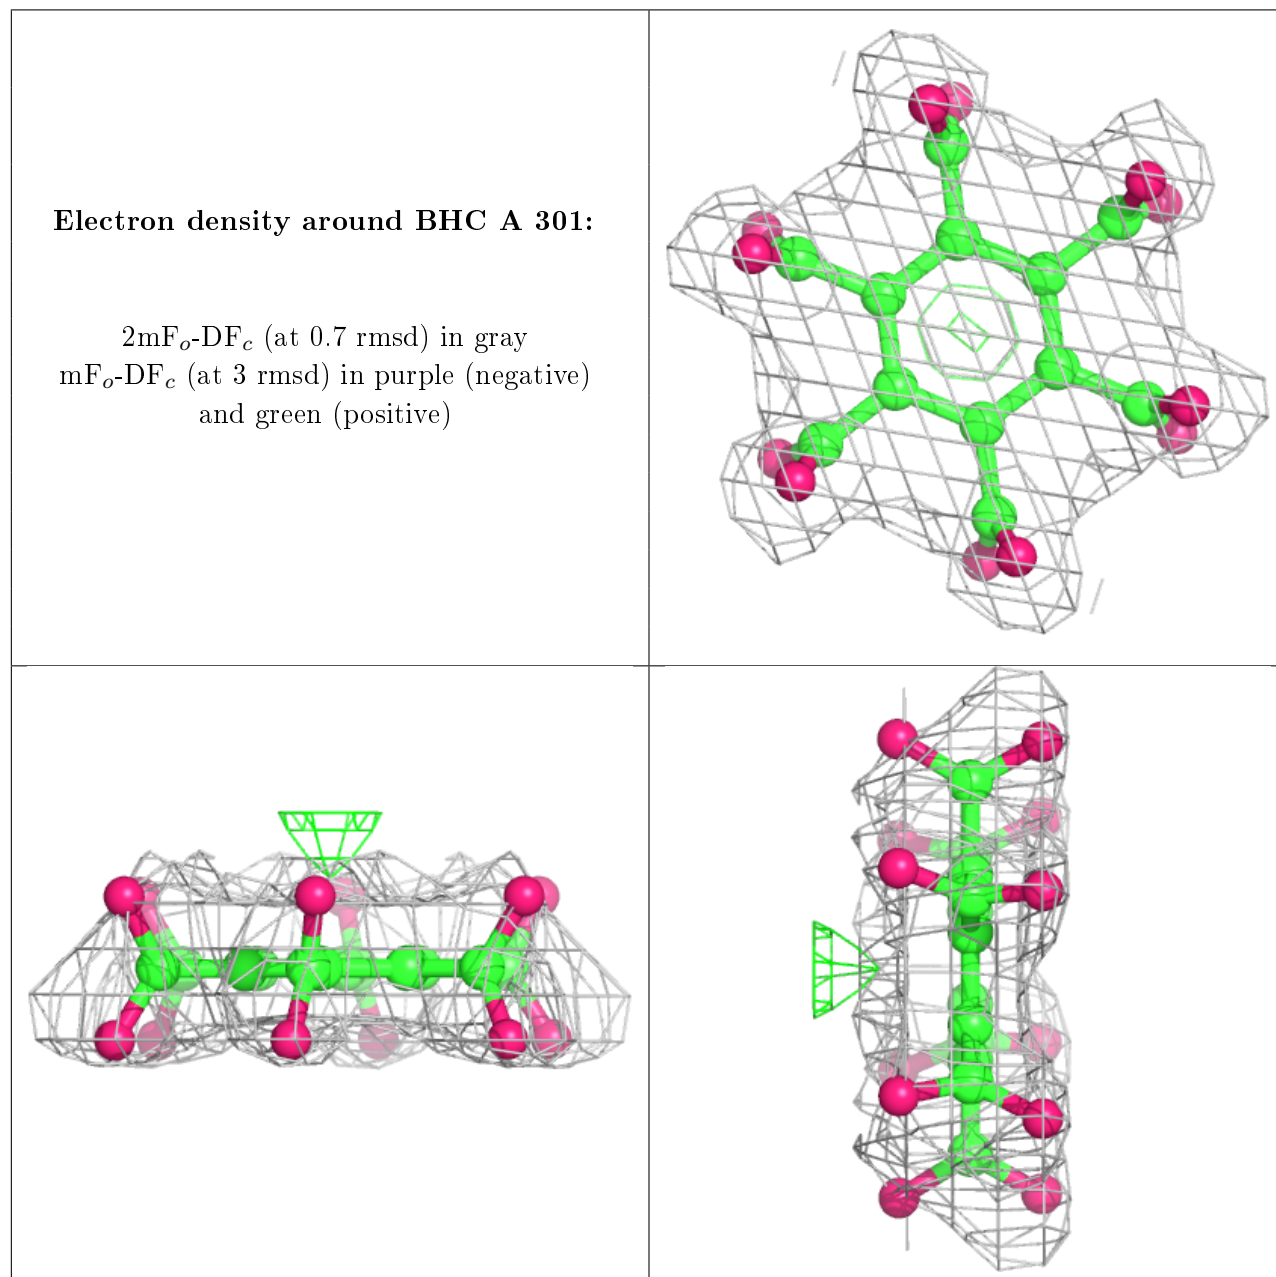 Electron density around BHC A 301:
2mFo-DFc (at 0.7 rmsd) in gray
mFo-DFc (at 3 rmsd) in purple (negative)
and green (positive)